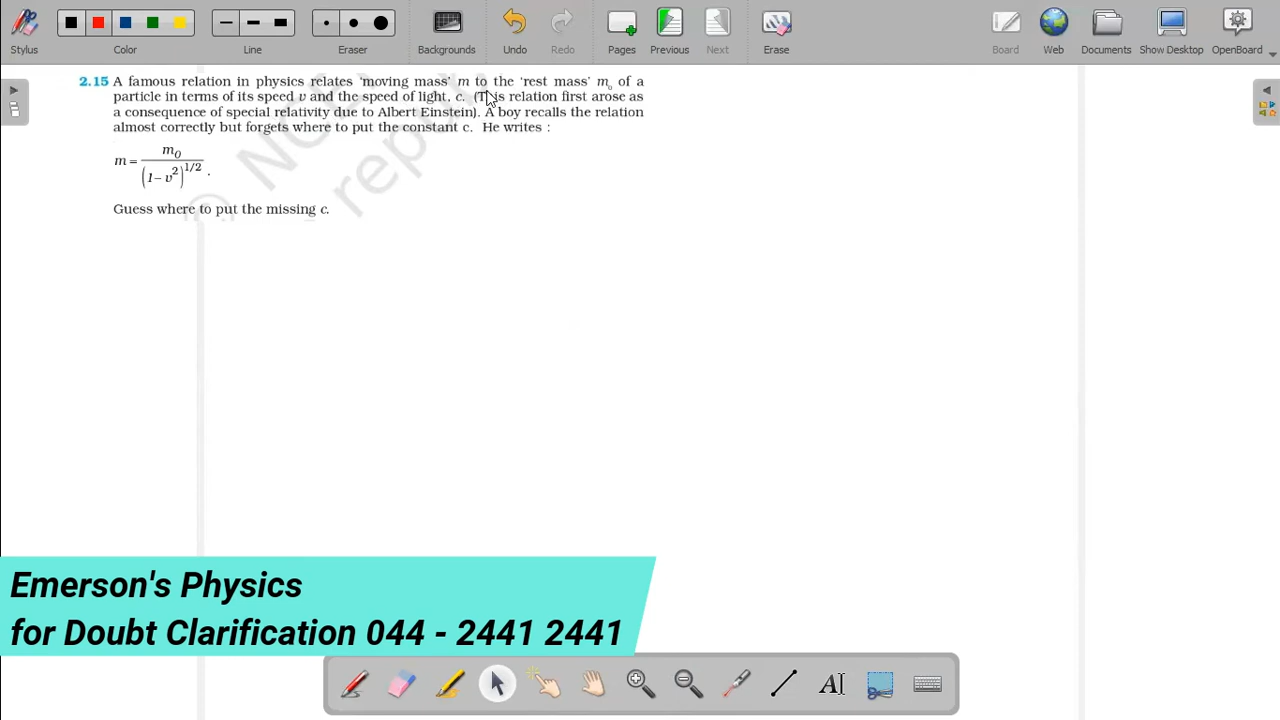 Stylus Color Line Eraser Backgrounds Undo Redo Pages Previous Next Erase Board Web Documents Show Desktop OpenBoard
2.15 A famous relation in physics relates ‘moving mass’ m to the ‘rest mass’ m₀ of a
particle in terms of its speed v and the speed of light, c. (This relation first arose as
a consequence of special relativity due to Albert Einstein). A boy recalls the relation
almost correctly but forgets where to put the constant c. He writes :
m = m₀ / (1 – v²)^1/2 .
Guess where to put the missing c.
Emerson's Physics
for Doubt Clarification 044 - 2441 2441